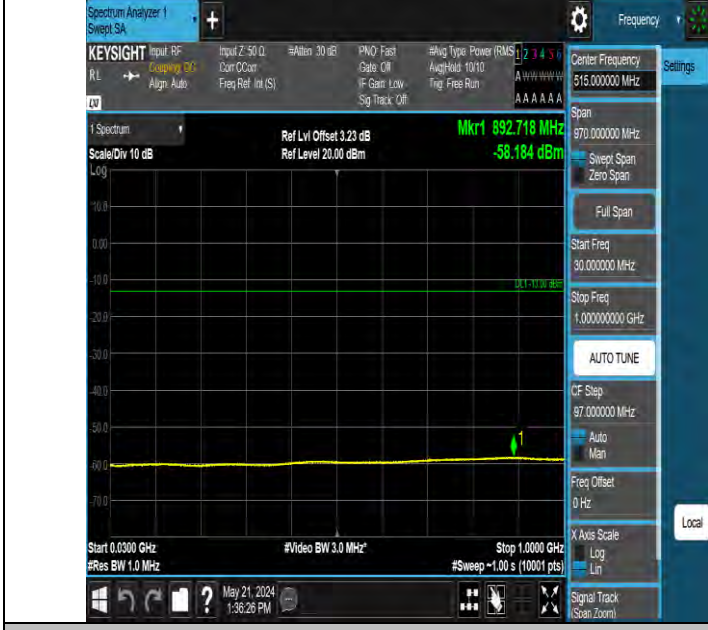 Spectrum Analyzer 1
Swept SA
+
Frequency
KEYSIGHT
RL
Input: RF
Coupling: DC
Align: Auto
Input Z: 50 Ω
Corr CCorr
Freq Ref: Int (S)
#Atten: 30 dB
PNO: Fast
Gate: Off
IF Gain: Low
Sig Track: Off
#Avg Type: Power (RMS
Avg|Hold: 10/10
Trig: Free Run
1 2 3 4 5 6
A W W W W W
A A A A A A
1 Spectrum
Scale/Div 10 dB
Log
Ref Lvl Offset 3.23 dB
Ref Level 20.00 dBm
Mkr1 892.718 MHz
-58.184 dBm
10.0
0.00
-10.0
-20.0
-30.0
-40.0
-50.0
-60.0
-70.0
DL1 -13.00 dBm
1
Start 0.0300 GHz
#Res BW 1.0 MHz
#Video BW 3.0 MHz*
Stop 1.0000 GHz
#Sweep ~1.00 s (10001 pts)
?
May 21, 2024
1:36:26 PM
Center Frequency
515.000000 MHz
Settings
Span
970.000000 MHz
Swept Span
Zero Span
Full Span
Start Freq
30.000000 MHz
Stop Freq
1.000000000 GHz
AUTO TUNE
CF Step
97.000000 MHz
Auto
Man
Freq Offset
0 Hz
X Axis Scale
Log
Lin
Local
Signal Track
(Span Zoom)